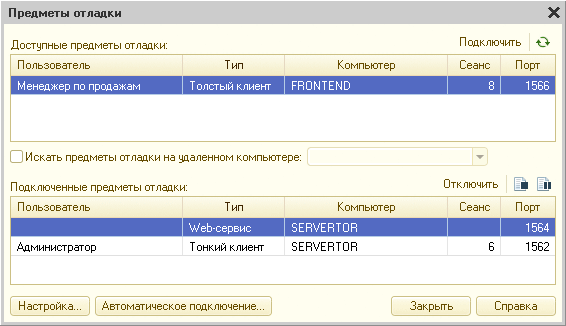 Предметы отладки
Доступные предметы отладки: Подключить
Пользователь Тип Компьютер Сеанс Порт
Менеджер по продажам Толстый клиент FRONTEND 8 1566
Искать предметы отладки на удаленном компьютере:
Подключенные предметы отладки: Отключить
Пользователь Тип Компьютер Сеанс Порт
Web-сервис SERVERTOR 1564
Администратор Тонкий клиент SERVERTOR 6 1562
Настройка... Автоматическое подключение... Закрыть Справка